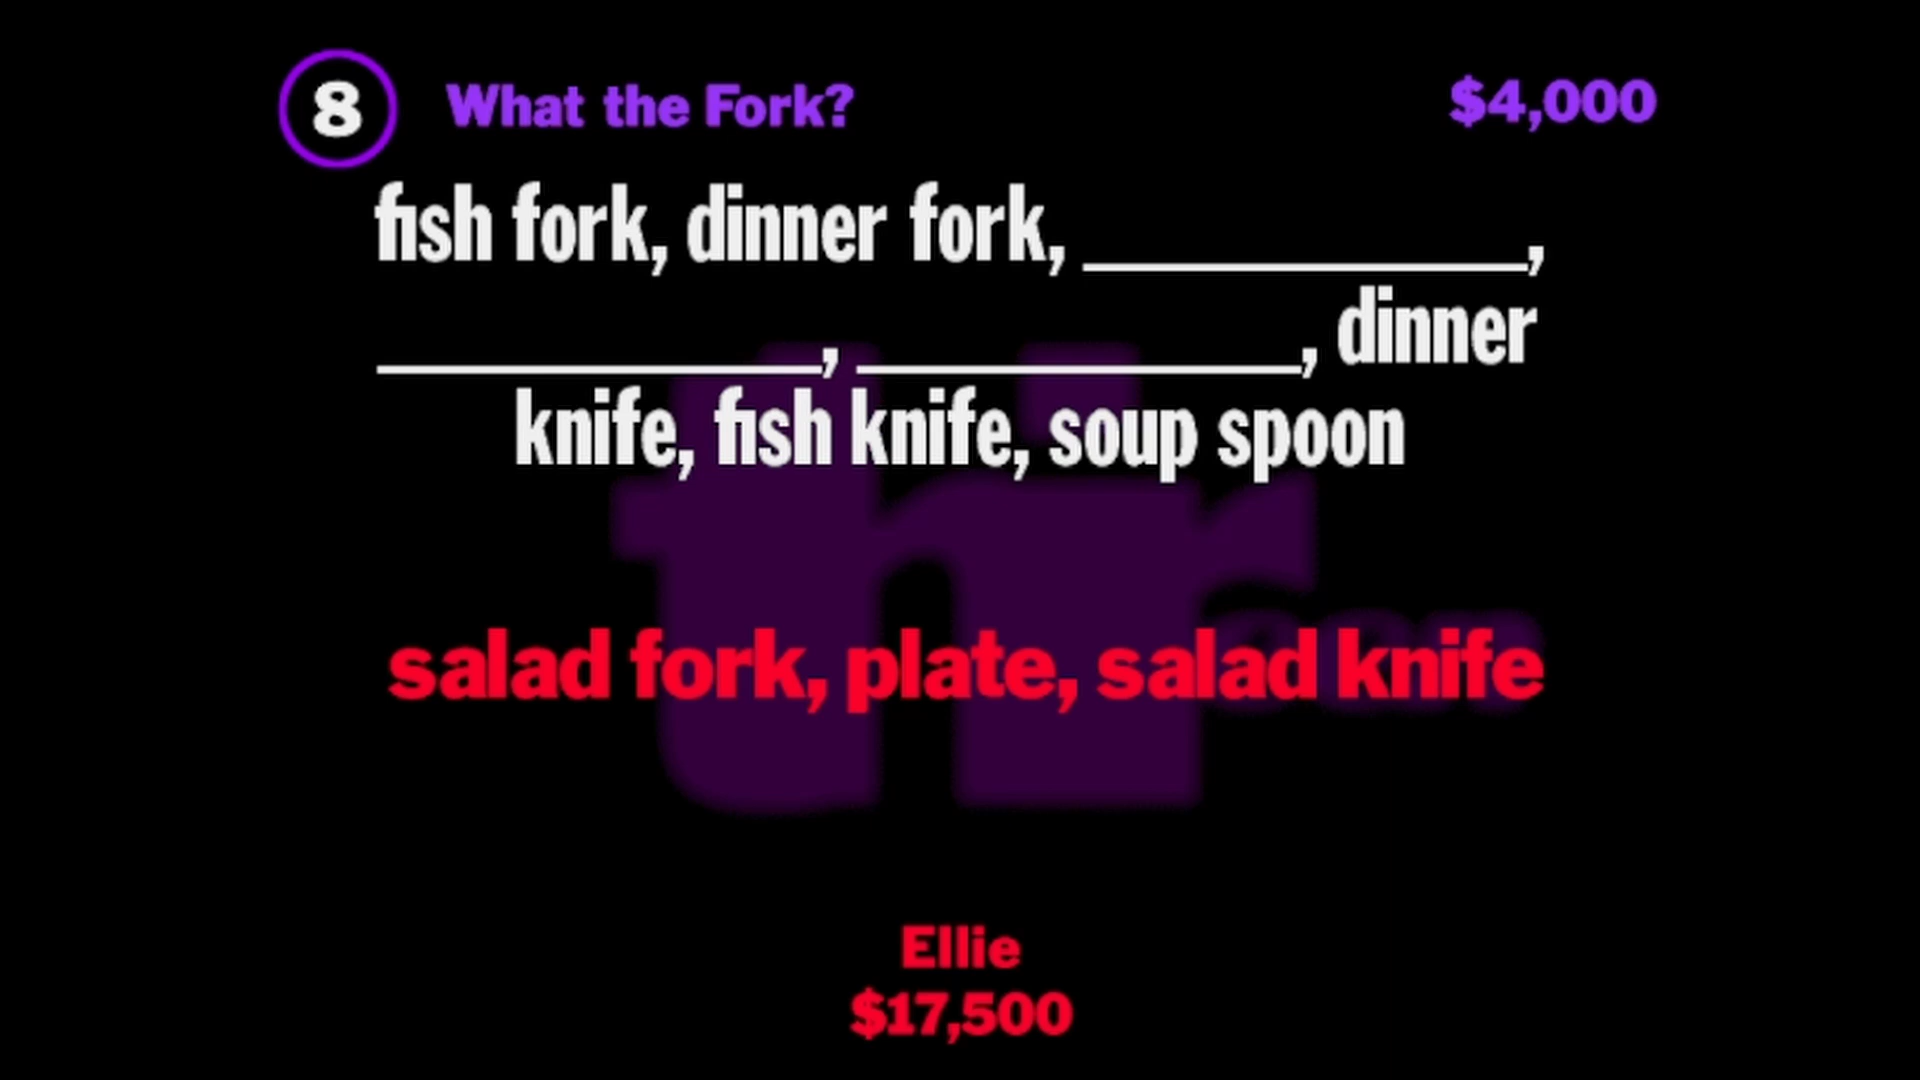 8 What the Fork? $4,000
fish fork, dinner fork, ____________,
____________, ____________, dinner
knife, fish knife, soup spoon
salad fork, plate, salad knife
Ellie
$17,500